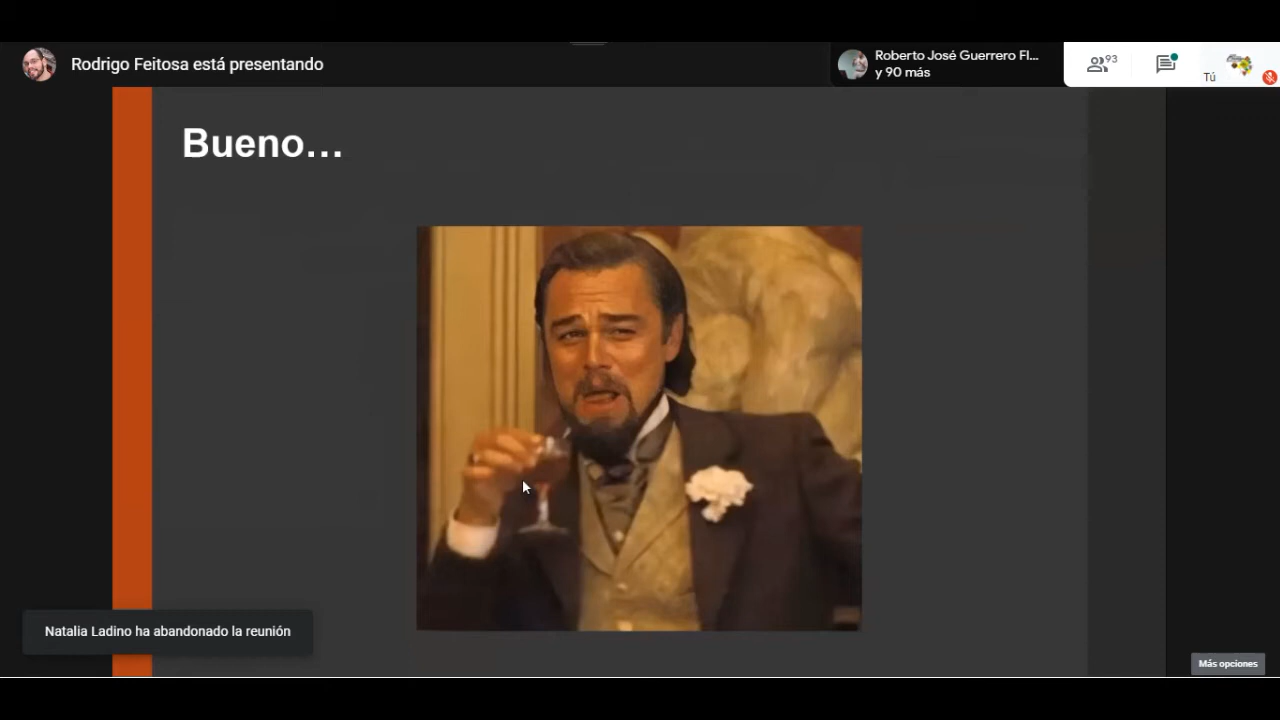 Rodrigo Feitosa está presentando
Roberto José Guerrero Fl...
y 90 más
93
Tú
Bueno...
Natalia Ladino ha abandonado la reunión
Más opciones